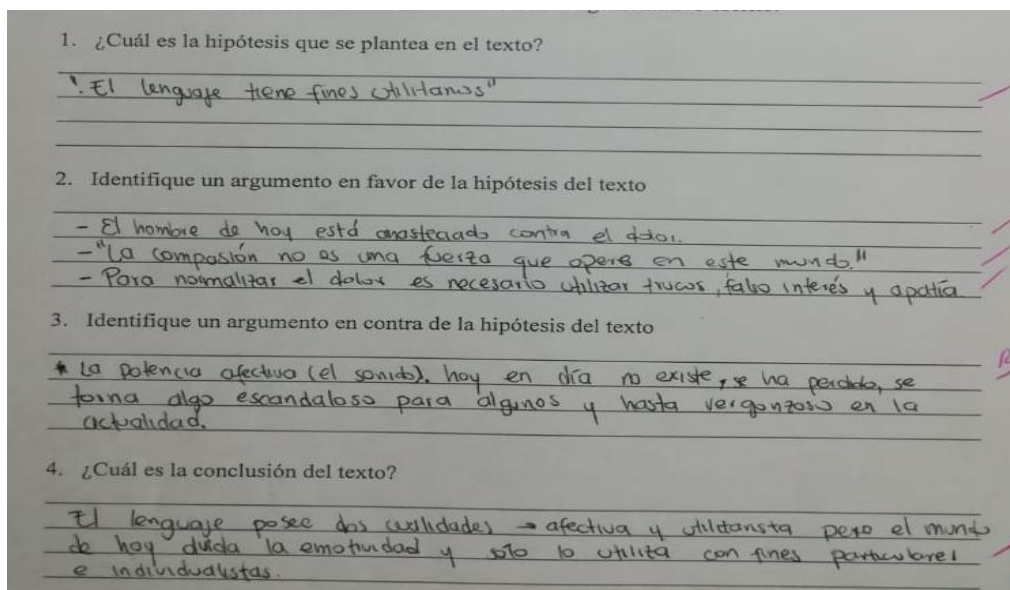 1. ¿Cuál es la hipótesis que se plantea en el texto?
". El lenguaje tiene fines utilitarios"
2. Identifique un argumento en favor de la hipótesis del texto
- El hombre de hoy está anastesiado contra el dolor.
- "La compasión no es una fuerza que opere en este mundo."
- Para normalizar el dolor es necesario utilizar trucos, falso interés y apatía.
3. Identifique un argumento en contra de la hipótesis del texto
* La potencia afectiva (el sonido), hoy en día no existe, se ha perdido, se
torna algo escandaloso para algunos y hasta vergonzoso en la
actualidad.
4. ¿Cuál es la conclusión del texto?
El lenguaje posee dos cualidades → afectiva y utilitarista pero el mundo
de hoy duda la emotividad y solo lo utiliza con fines particulares
e individualistas.